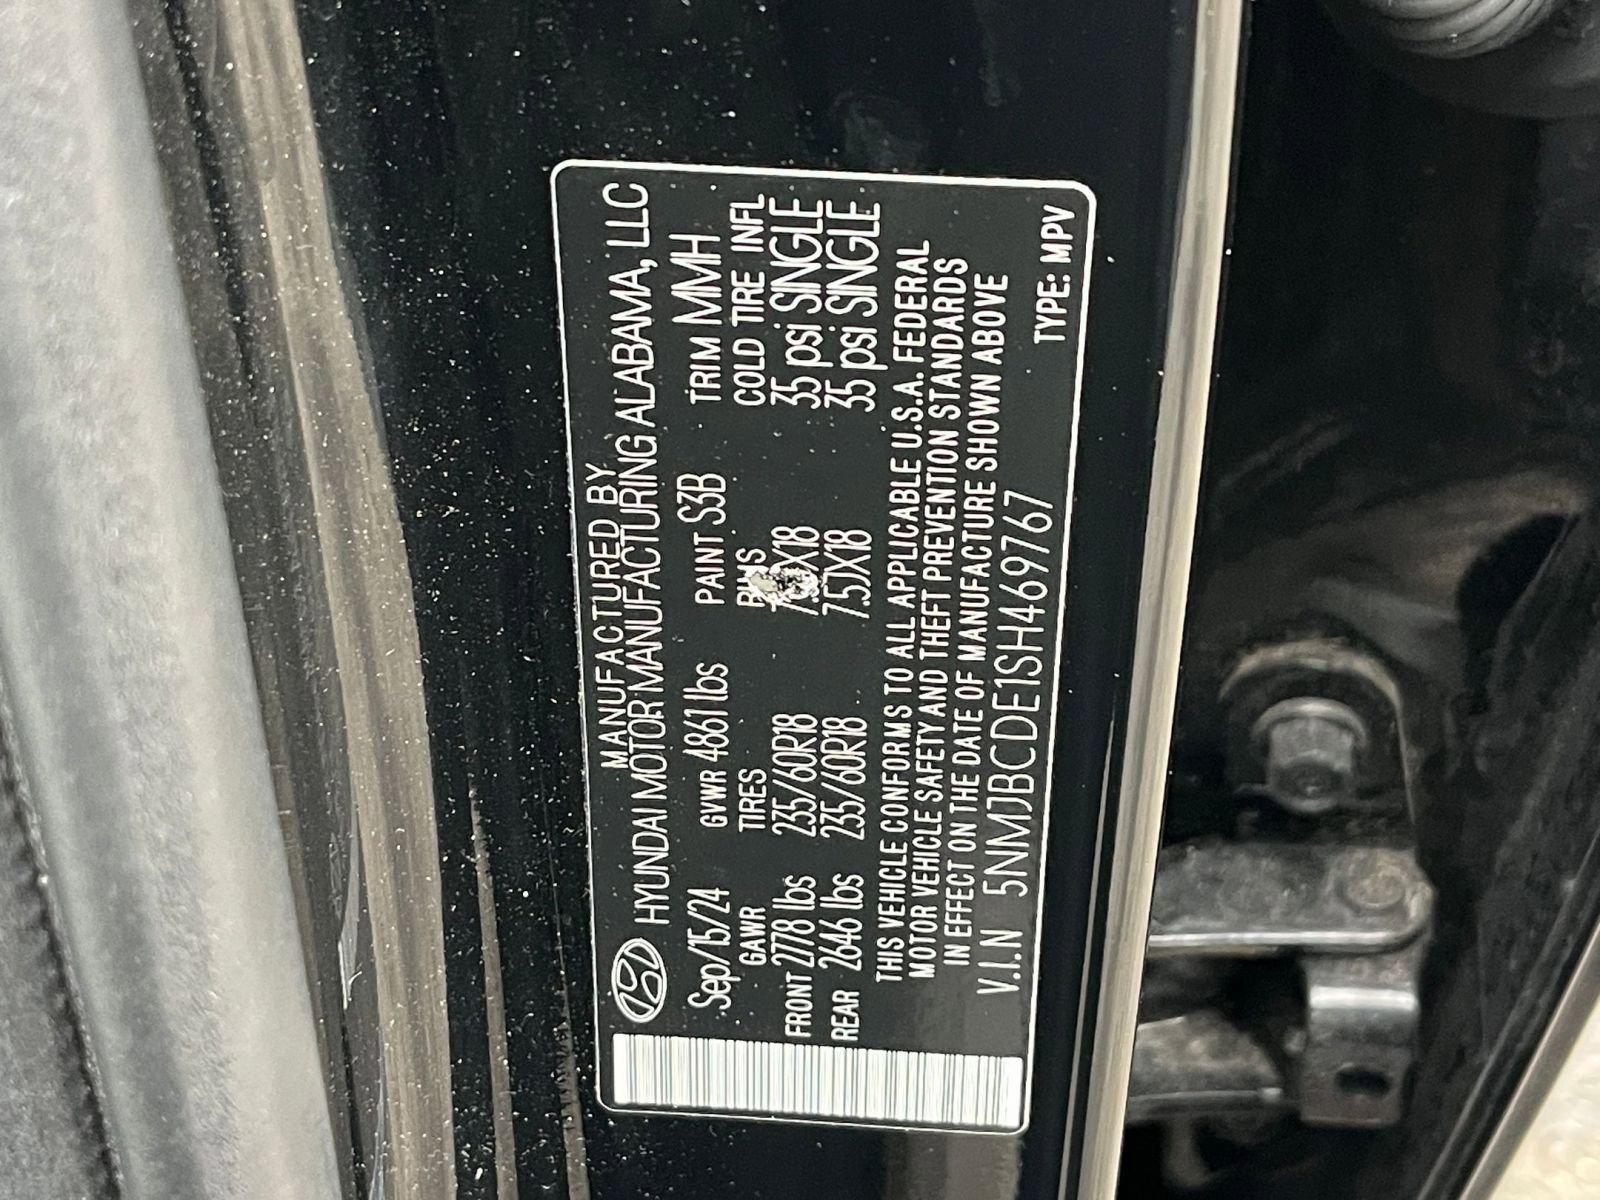 MANUFACTURED BY
HYUNDAI MOTOR MANUFACTURING ALABAMA, LLC
Sep/15/24 GVWR 4861 lbs PAINT S3B TRIM MMH
GAWR TIRES RIMS COLD TIRE INFL
FRONT 2778 lbs 235/60R18 35 psi SINGLE
REAR 2646 lbs 235/60R18 7.5JX18 35 psi SINGLE
THIS VEHICLE CONFORMS TO ALL APPLICABLE U.S.A. FEDERAL
MOTOR VEHICLE SAFETY AND THEFT PREVENTION STANDARDS
IN EFFECT ON THE DATE OF MANUFACTURE SHOWN ABOVE
V.I.N 5NMJBCDE1SH469767
TYPE: MPV